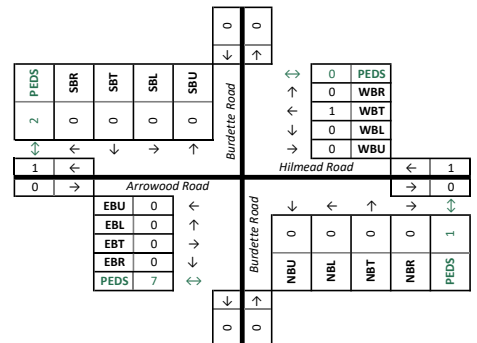 0 0
↓ ↑
PEDS SBR SBT SBL SBU
2 0 0 0 0
↕ ← ↓ → ↑
Burdette Road
↔ 0 PEDS
↑ 0 WBR
← 1 WBT
↓ 0 WBL
→ 0 WBU
1 ←
0 →
Hilmead Road
← 1
→ 0
Arrowood Road
EBU 0 ←
EBL 0 ↑
EBT 0 →
EBR 0 ↓
PEDS 7 ↔
Burdette Road
↓ ← ↑ → ↕
0 0 0 0 1
NBU NBL NBT NBR PEDS
↓ ↑
0 0